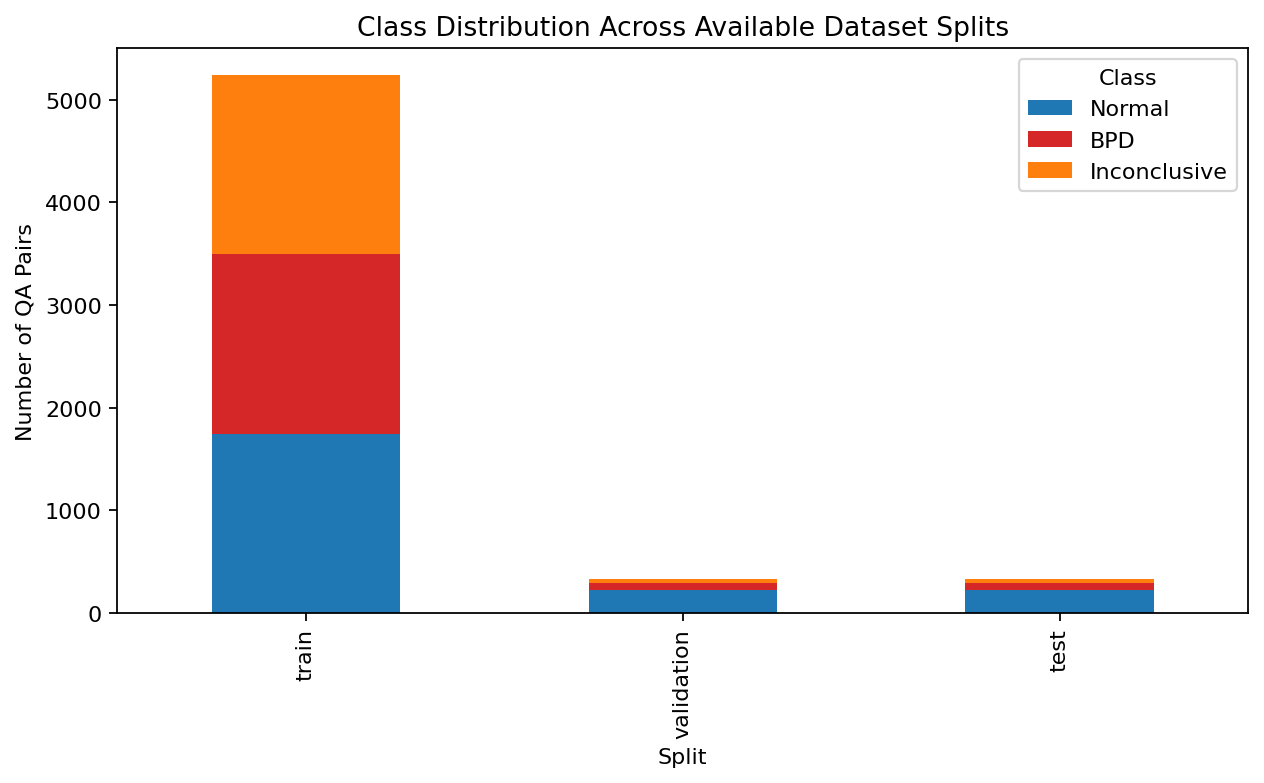 Class Distribution Across Available Dataset Splits
Class
Normal
BPD
Inconclusive
Number of QA Pairs
5000
4000
3000
2000
1000
0
train
validation
test
Split